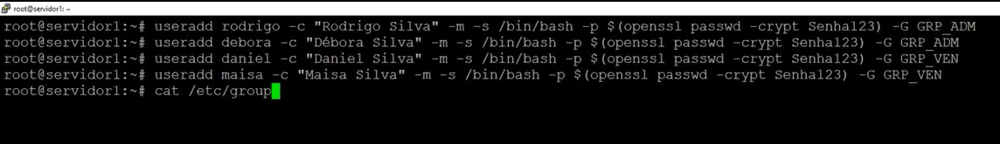 root@servidor1: ~
root@servidor1:~# useradd rodrigo -c "Rodrigo Silva" -m -s /bin/bash -p $(openssl passwd -crypt Senha123) -G GRP_ADM
root@servidor1:~# useradd debora -c "Débora Silva" -m -s /bin/bash -p $(openssl passwd -crypt Senha123) -G GRP_ADM
root@servidor1:~# useradd daniel -c "Daniel Silva" -m -s /bin/bash -p $(openssl passwd -crypt Senha123) -G GRP_VEN
root@servidor1:~# useradd maisa -c "Maisa Silva" -m -s /bin/bash -p $(openssl passwd -crypt Senha123) -G GRP_VEN
root@servidor1:~# cat /etc/group